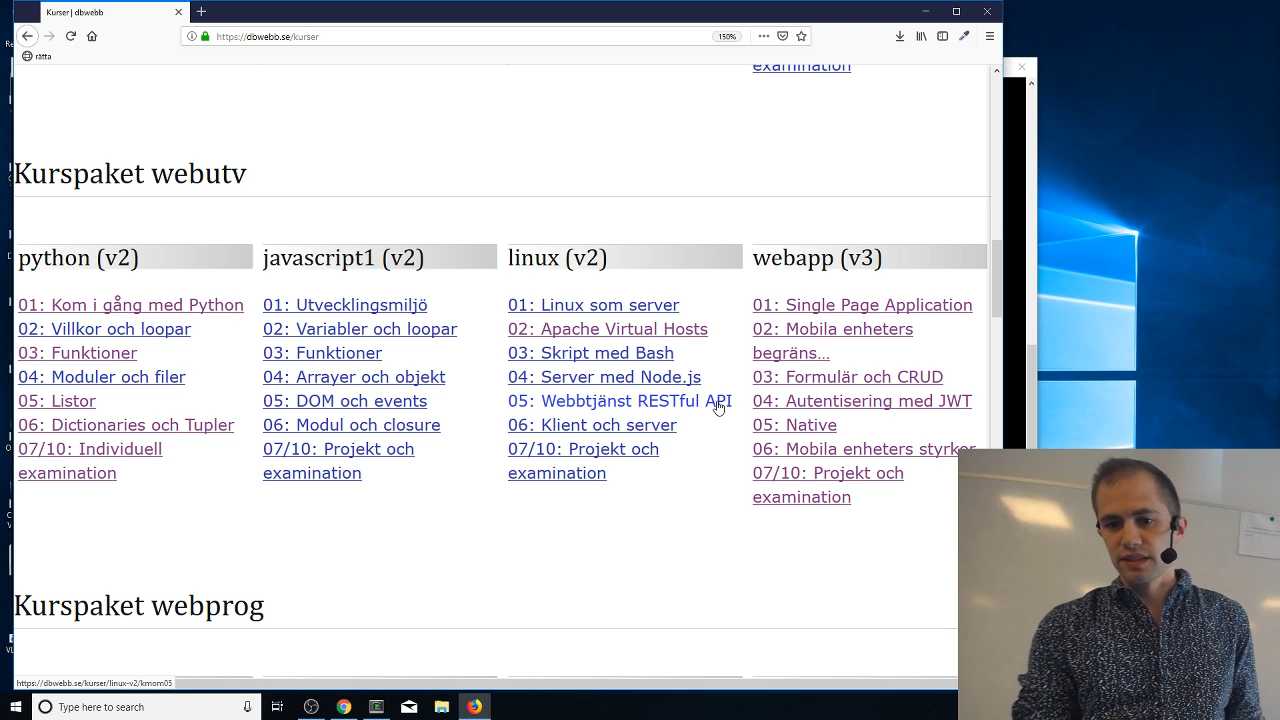 Kurser | dbwebb
https://dbwebb.se/kurser
150%
rätta
examination
Kurspaket webutv
python (v2)
01: Kom i gång med Python
02: Villkor och loopar
03: Funktioner
04: Moduler och filer
05: Listor
06: Dictionaries och Tupler
07/10: Individuell
examination
javascript1 (v2)
01: Utvecklingsmiljö
02: Variabler och loopar
03: Funktioner
04: Arrayer och objekt
05: DOM och events
06: Modul och closure
07/10: Projekt och
examination
linux (v2)
01: Linux som server
02: Apache Virtual Hosts
03: Skript med Bash
04: Server med Node.js
05: Webbtjänst RESTful API
06: Klient och server
07/10: Projekt och
examination
webapp (v3)
01: Single Page Application
02: Mobila enheters
begräns...
03: Formulär och CRUD
04: Autentisering med JWT
05: Native
06: Mobila enheters styrkor
07/10: Projekt och
examination
Kurspaket webprog
https://dbwebb.se/kurser/linux-v2/kmom05
Type here to search